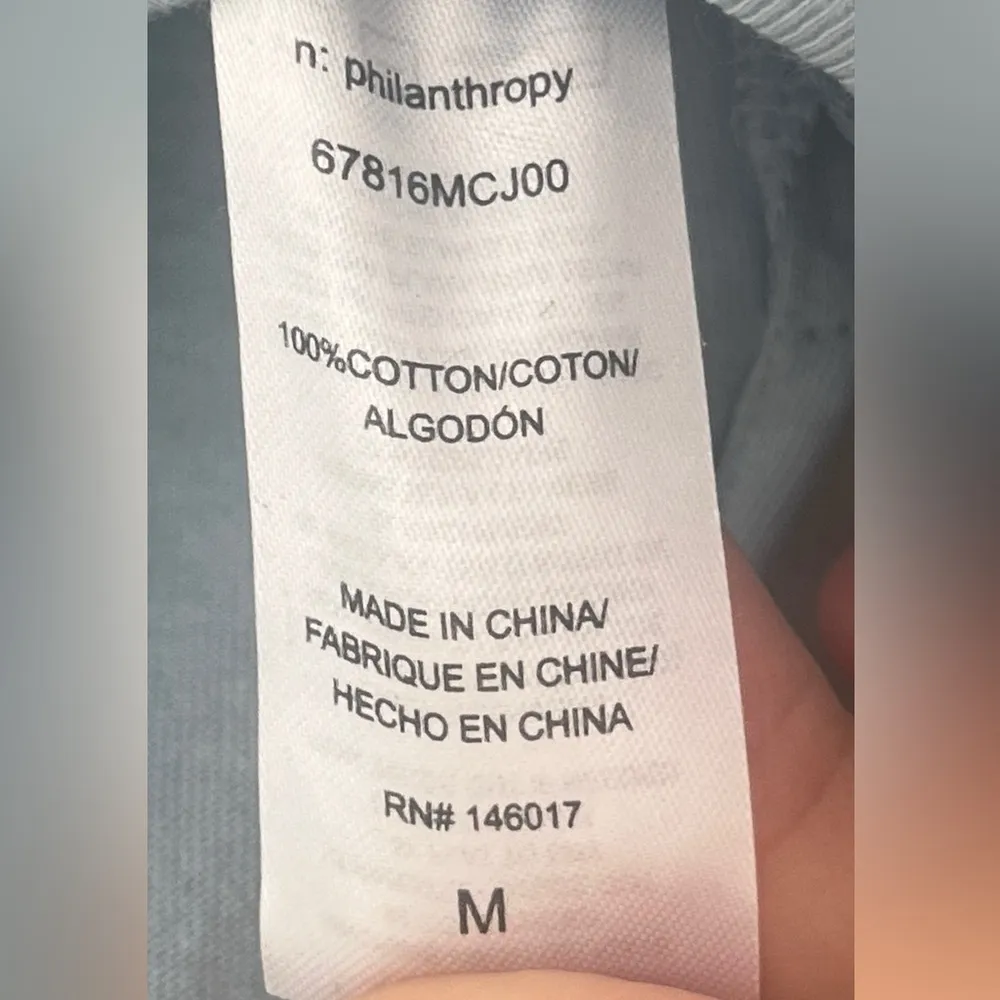 n: philanthropy
67816MCJ00
100%COTTON/COTON/
ALGODÓN
MADE IN CHINA/
FABRIQUE EN CHINE/
HECHO EN CHINA
RN# 146017
M